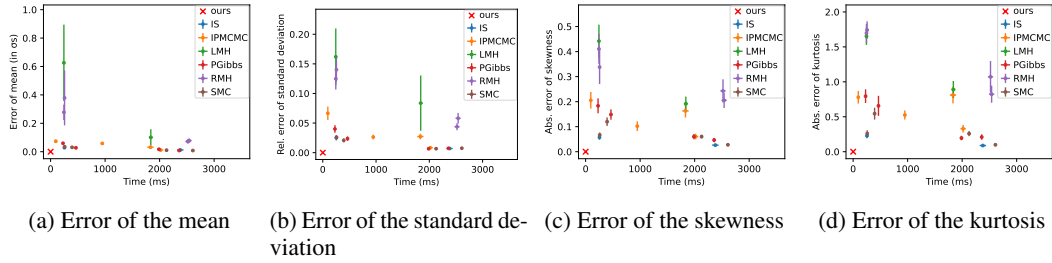 Error of mean (in σs)
1.0
0.8
0.6
0.4
0.2
0.0
0
1000
2000
3000
Time (ms)
ours
IS
IPMCMC
LMH
PGibbs
RMH
SMC
Rel. error of standard deviation
0.20
0.15
0.10
0.05
0.00
0
1000
2000
3000
Time (ms)
ours
IS
IPMCMC
LMH
PGibbs
RMH
SMC
Abs. error of skewness
0.5
0.4
0.3
0.2
0.1
0.0
0
1000
2000
3000
Time (ms)
ours
IS
IPMCMC
LMH
PGibbs
RMH
SMC
Abs. error of kurtosis
2.0
1.5
1.0
0.5
0.0
0
1000
2000
3000
Time (ms)
ours
IS
IPMCMC
LMH
PGibbs
RMH
SMC
(a) Error of the mean
(b) Error of the standard de-
viation
(c) Error of the skewness
(d) Error of the kurtosis